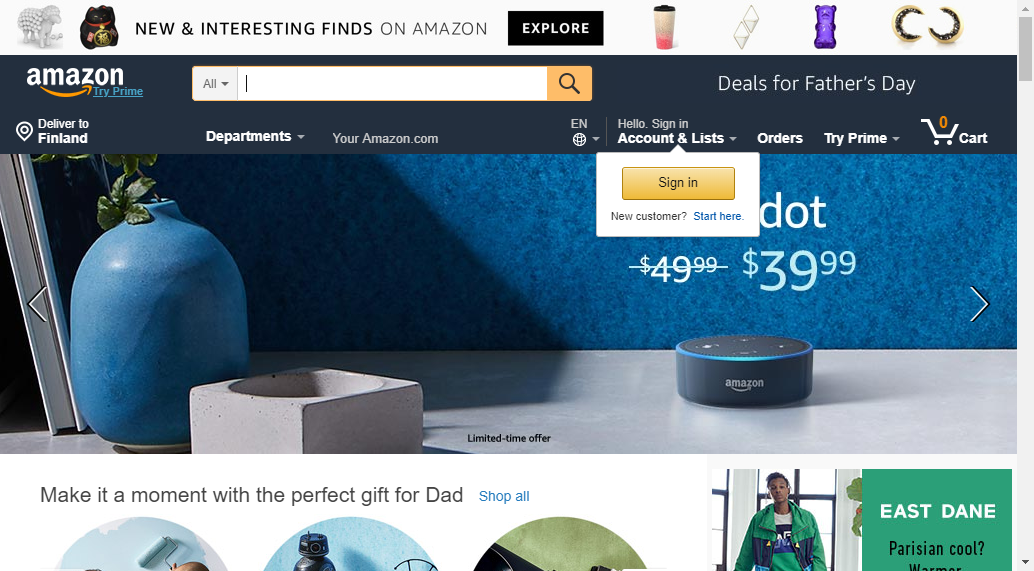 NEW & INTERESTING FINDS ON AMAZON EXPLORE
amazon
Try Prime
All
Deals for Father's Day
Deliver to
Finland
Departments
Your Amazon.com
EN
Hello. Sign in
Account & Lists
Orders
Try Prime
0
Cart
Sign in
New customer? Start here.
dot
$49.99 $39.99
amazon
Limited-time offer
Make it a moment with the perfect gift for Dad Shop all
EAST DANE
Parisian cool?
Warmer